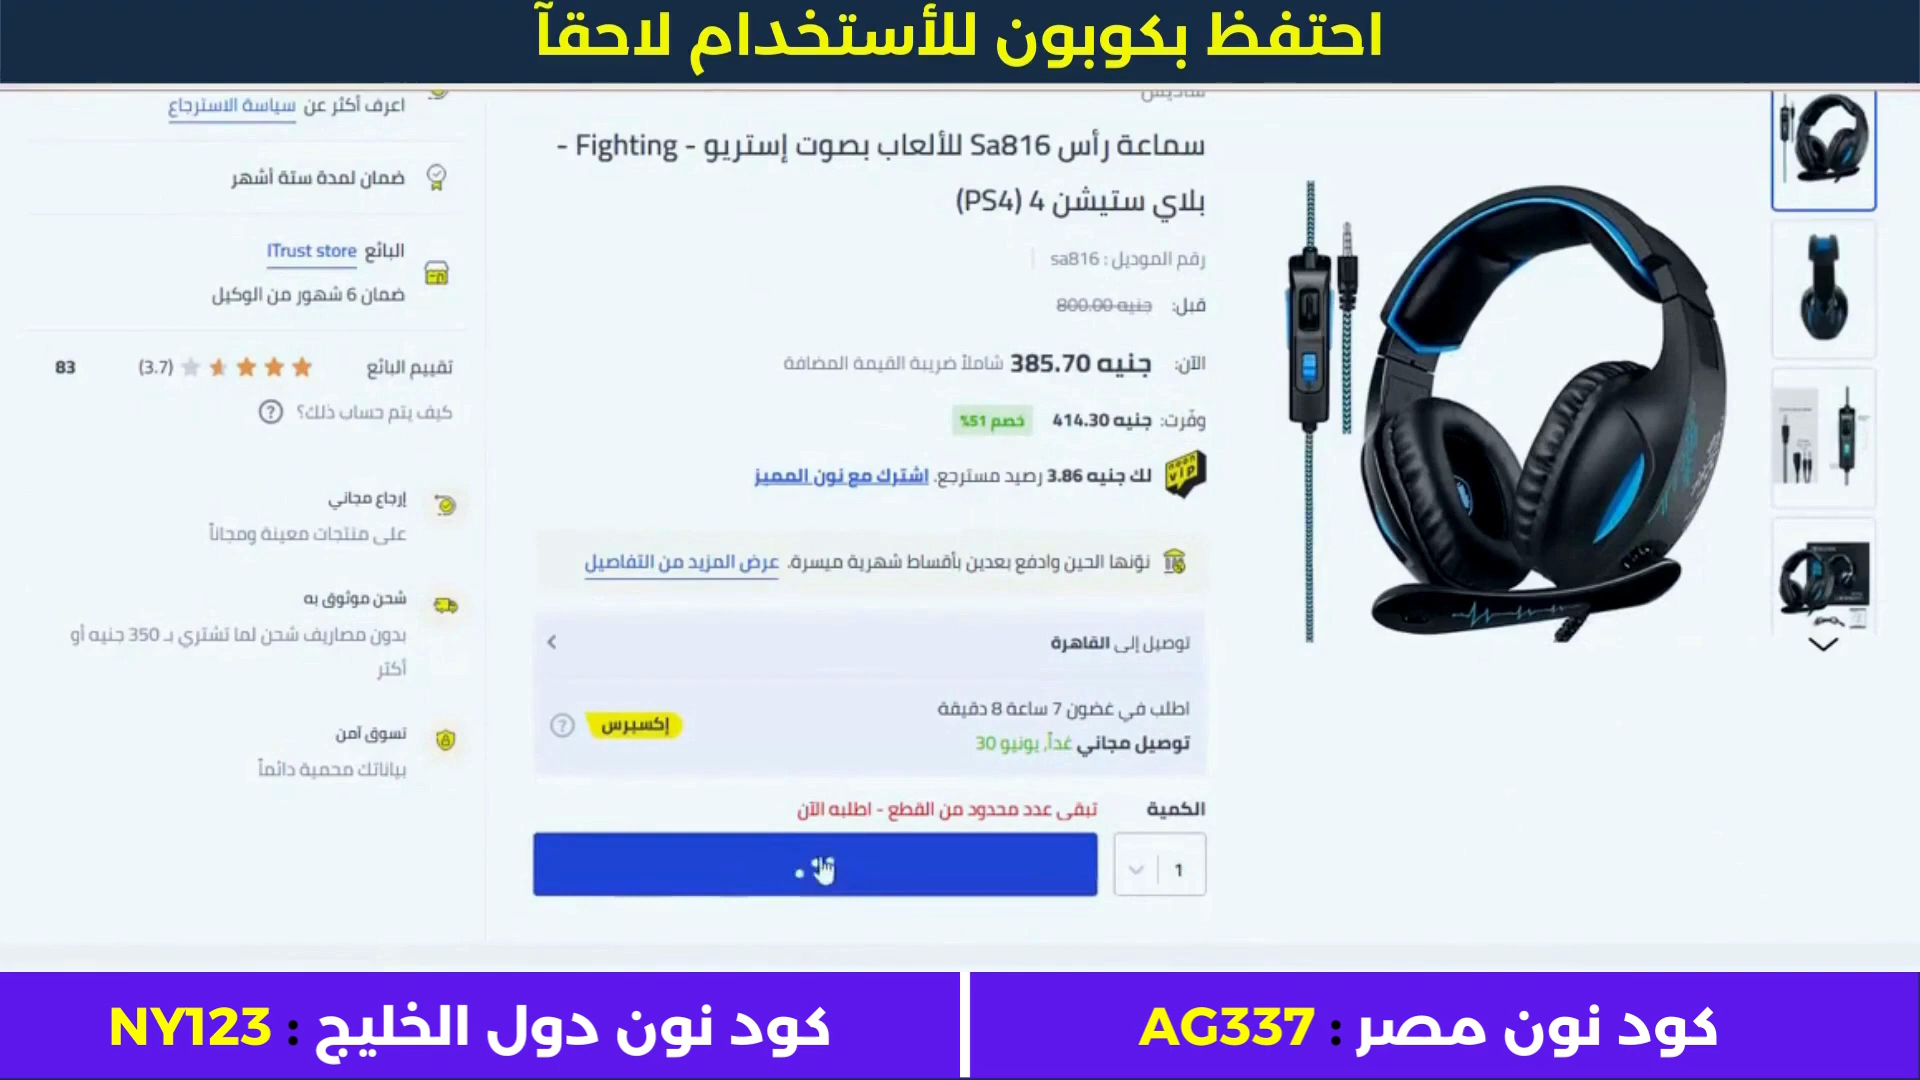 احتفظ بكوبون للأستخدام لاحقآ
ساديس
سماعة رأس Sa816 للألعاب بصوت إستريو - Fighting -
بلاي ستيشن 4 (PS4)
رقم الموديل : sa816
قبل: جنيه 800.00
الآن: جنيه 385.70 شاملاً ضريبة القيمة المضافة
وفّرت: جنيه 414.30 خصم 51%
noon vip
لك جنيه 3.86 رصيد مسترجع. اشترك مع نون المميز
نوّنها الحين وادفع بعدين بأقساط شهرية ميسرة. عرض المزيد من التفاصيل
توصيل إلى القاهرة
اطلب في غضون 7 ساعة 8 دقيقة
توصيل مجاني غداً, يونيو 30
إكسبرس
الكمية
تبقى عدد محدود من القطع - اطلبه الآن
1
اعرف أكثر عن سياسة الاسترجاع
ضمان لمدة ستة أشهر
البائع ITrust store
ضمان 6 شهور من الوكيل
تقييم البائع (3.7) 83
كيف يتم حساب ذلك؟
إرجاع مجاني
على منتجات معينة ومجاناً
شحن موثوق به
بدون مصاريف شحن لما تشتري بـ 350 جنيه أو
أكثر
تسوق آمن
بياناتك محمية دائماً
كود نون مصر : AG337
كود نون دول الخليج : NY123